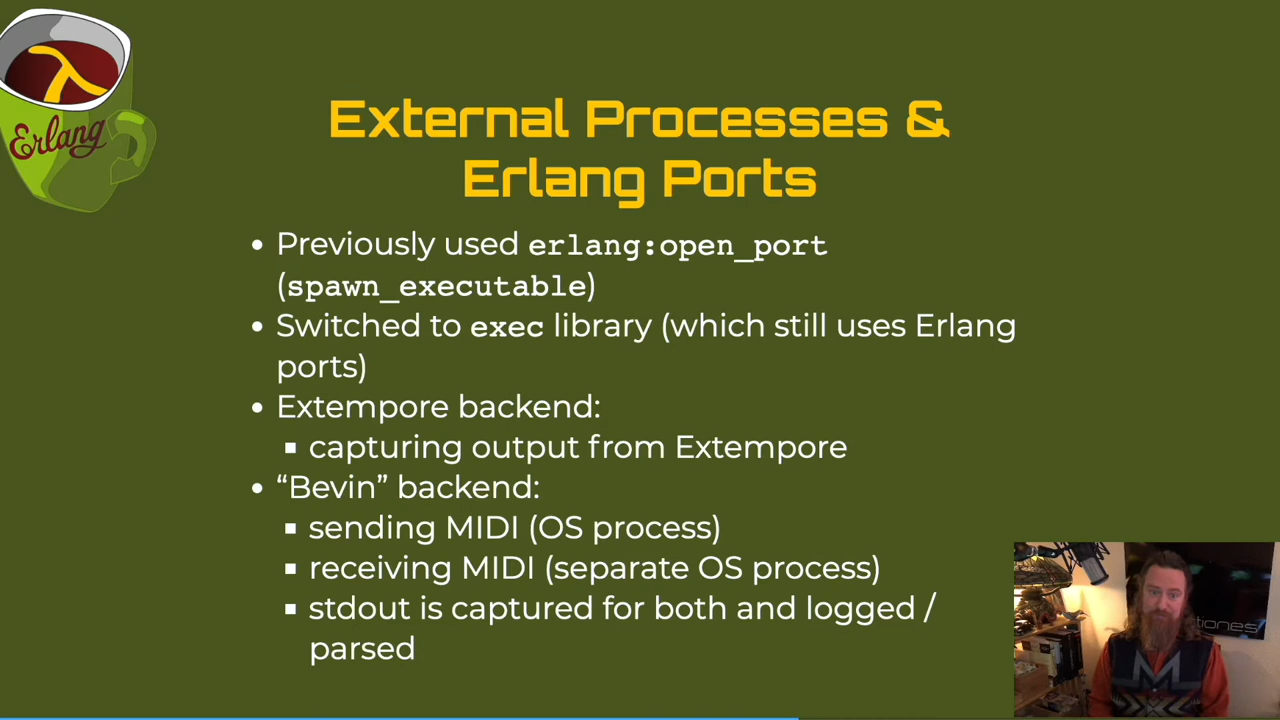 Erlang
External Processes &
Erlang Ports
• Previously used erlang:open_port
(spawn_executable)
• Switched to exec library (which still uses Erlang
ports)
• Extempore backend:
▪ capturing output from Extempore
• “Bevin” backend:
▪ sending MIDI (OS process)
▪ receiving MIDI (separate OS process)
▪ stdout is captured for both and logged /
parsed